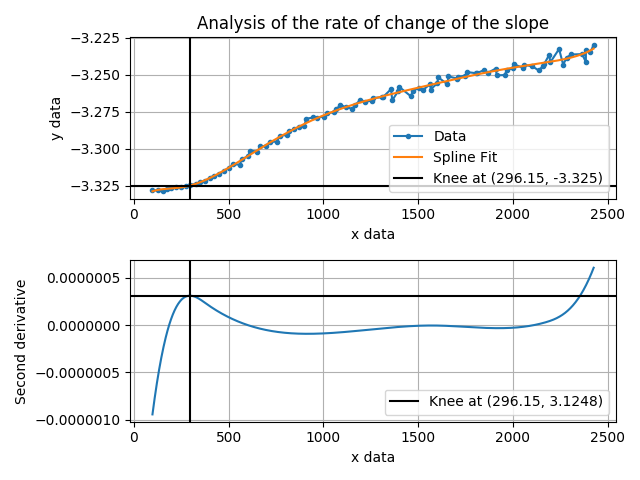 Analysis of the rate of change of the slope
−3.225
−3.250
−3.275
−3.300
−3.325
y data
Data
Spline Fit
Knee at (296.15, -3.325)
0 500 1000 1500 2000 2500
x data
0.0000005
0.0000000
−0.0000005
−0.0000010
Second derivative
Knee at (296.15, 3.1248)
0 500 1000 1500 2000 2500
x data